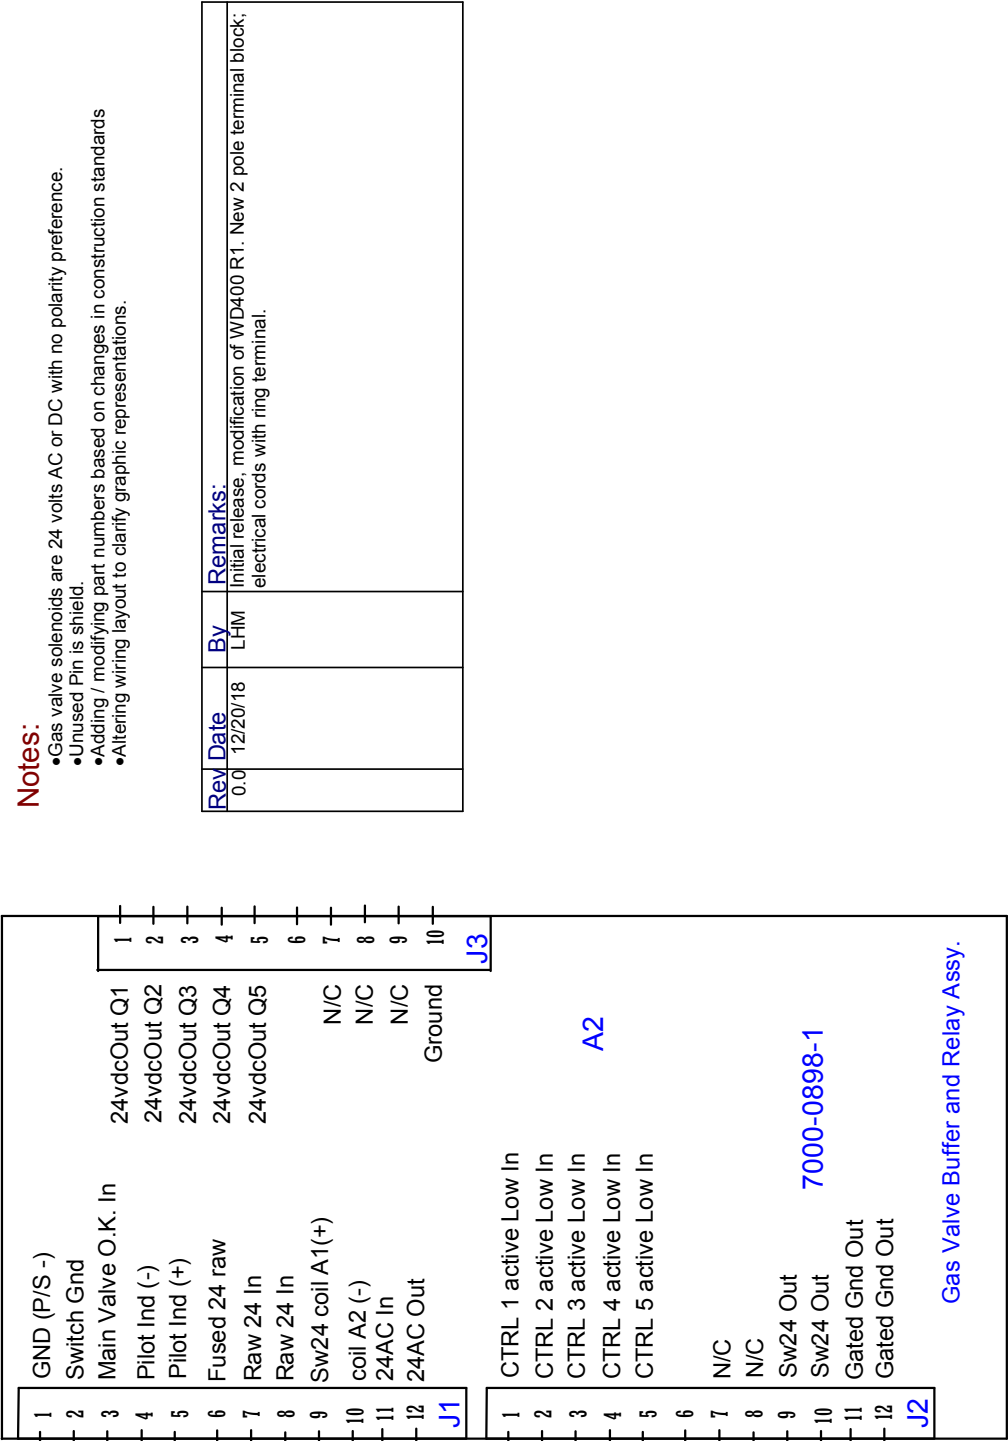 Notes:
•Gas valve solenoids are 24 volts AC or DC with no polarity preference.
•Unused Pin is shield.
•Adding / modifying part numbers based on changes in construction standards
•Altering wiring layout to clarify graphic representations.
Rev Date By Remarks:
0.0 12/20/18 LHM Initial release, modification of WD400 R1. New 2 pole terminal block;
electrical cords with ring terminal.
1 GND (P/S -)
2 Switch Gnd
3 Main Valve O.K. In
4 Pilot Ind (-)
5 Pilot Ind (+)
6 Fused 24 raw
7 Raw 24 In
8 Raw 24 In
9 Sw24 coil A1(+)
10 coil A2 (-)
11 24AC In
12 24AC Out
J1
24vdcOut Q1 1
24vdcOut Q2 2
24vdcOut Q3 3
24vdcOut Q4 4
24vdcOut Q5 5
6
N/C 7
N/C 8
N/C 9
Ground 10
J3
1 CTRL 1 active Low In
2 CTRL 2 active Low In
3 CTRL 3 active Low In
4 CTRL 4 active Low In
5 CTRL 5 active Low In
6
7 N/C
8 N/C
9 Sw24 Out
10 Sw24 Out
11 Gated Gnd Out
12 Gated Gnd Out
J2
A2
7000-0898-1
Gas Valve Buffer and Relay Assy.